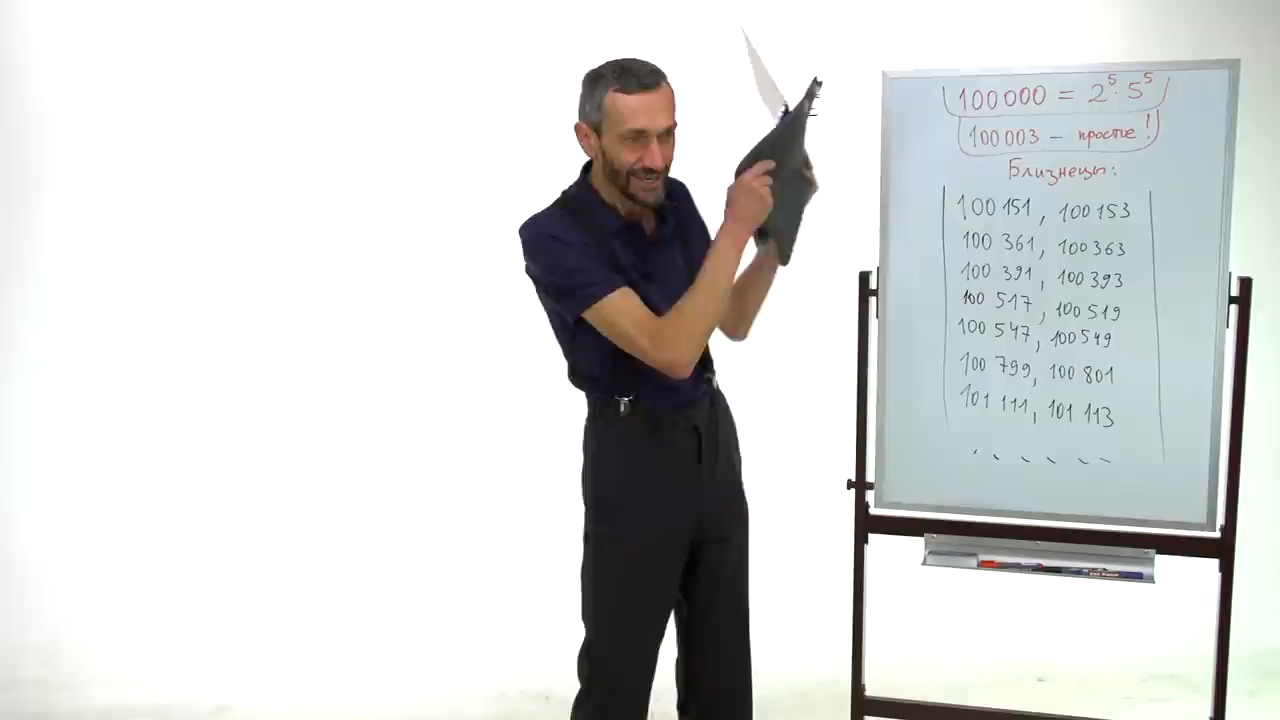 100 000 = 2⁵ · 5⁵
100 003 – простое!
Близнецы:
100 151, 100 153
100 361, 100 363
100 391, 100 393
100 517, 100 519
100 547, 100 549
100 799, 100 801
101 111, 101 113